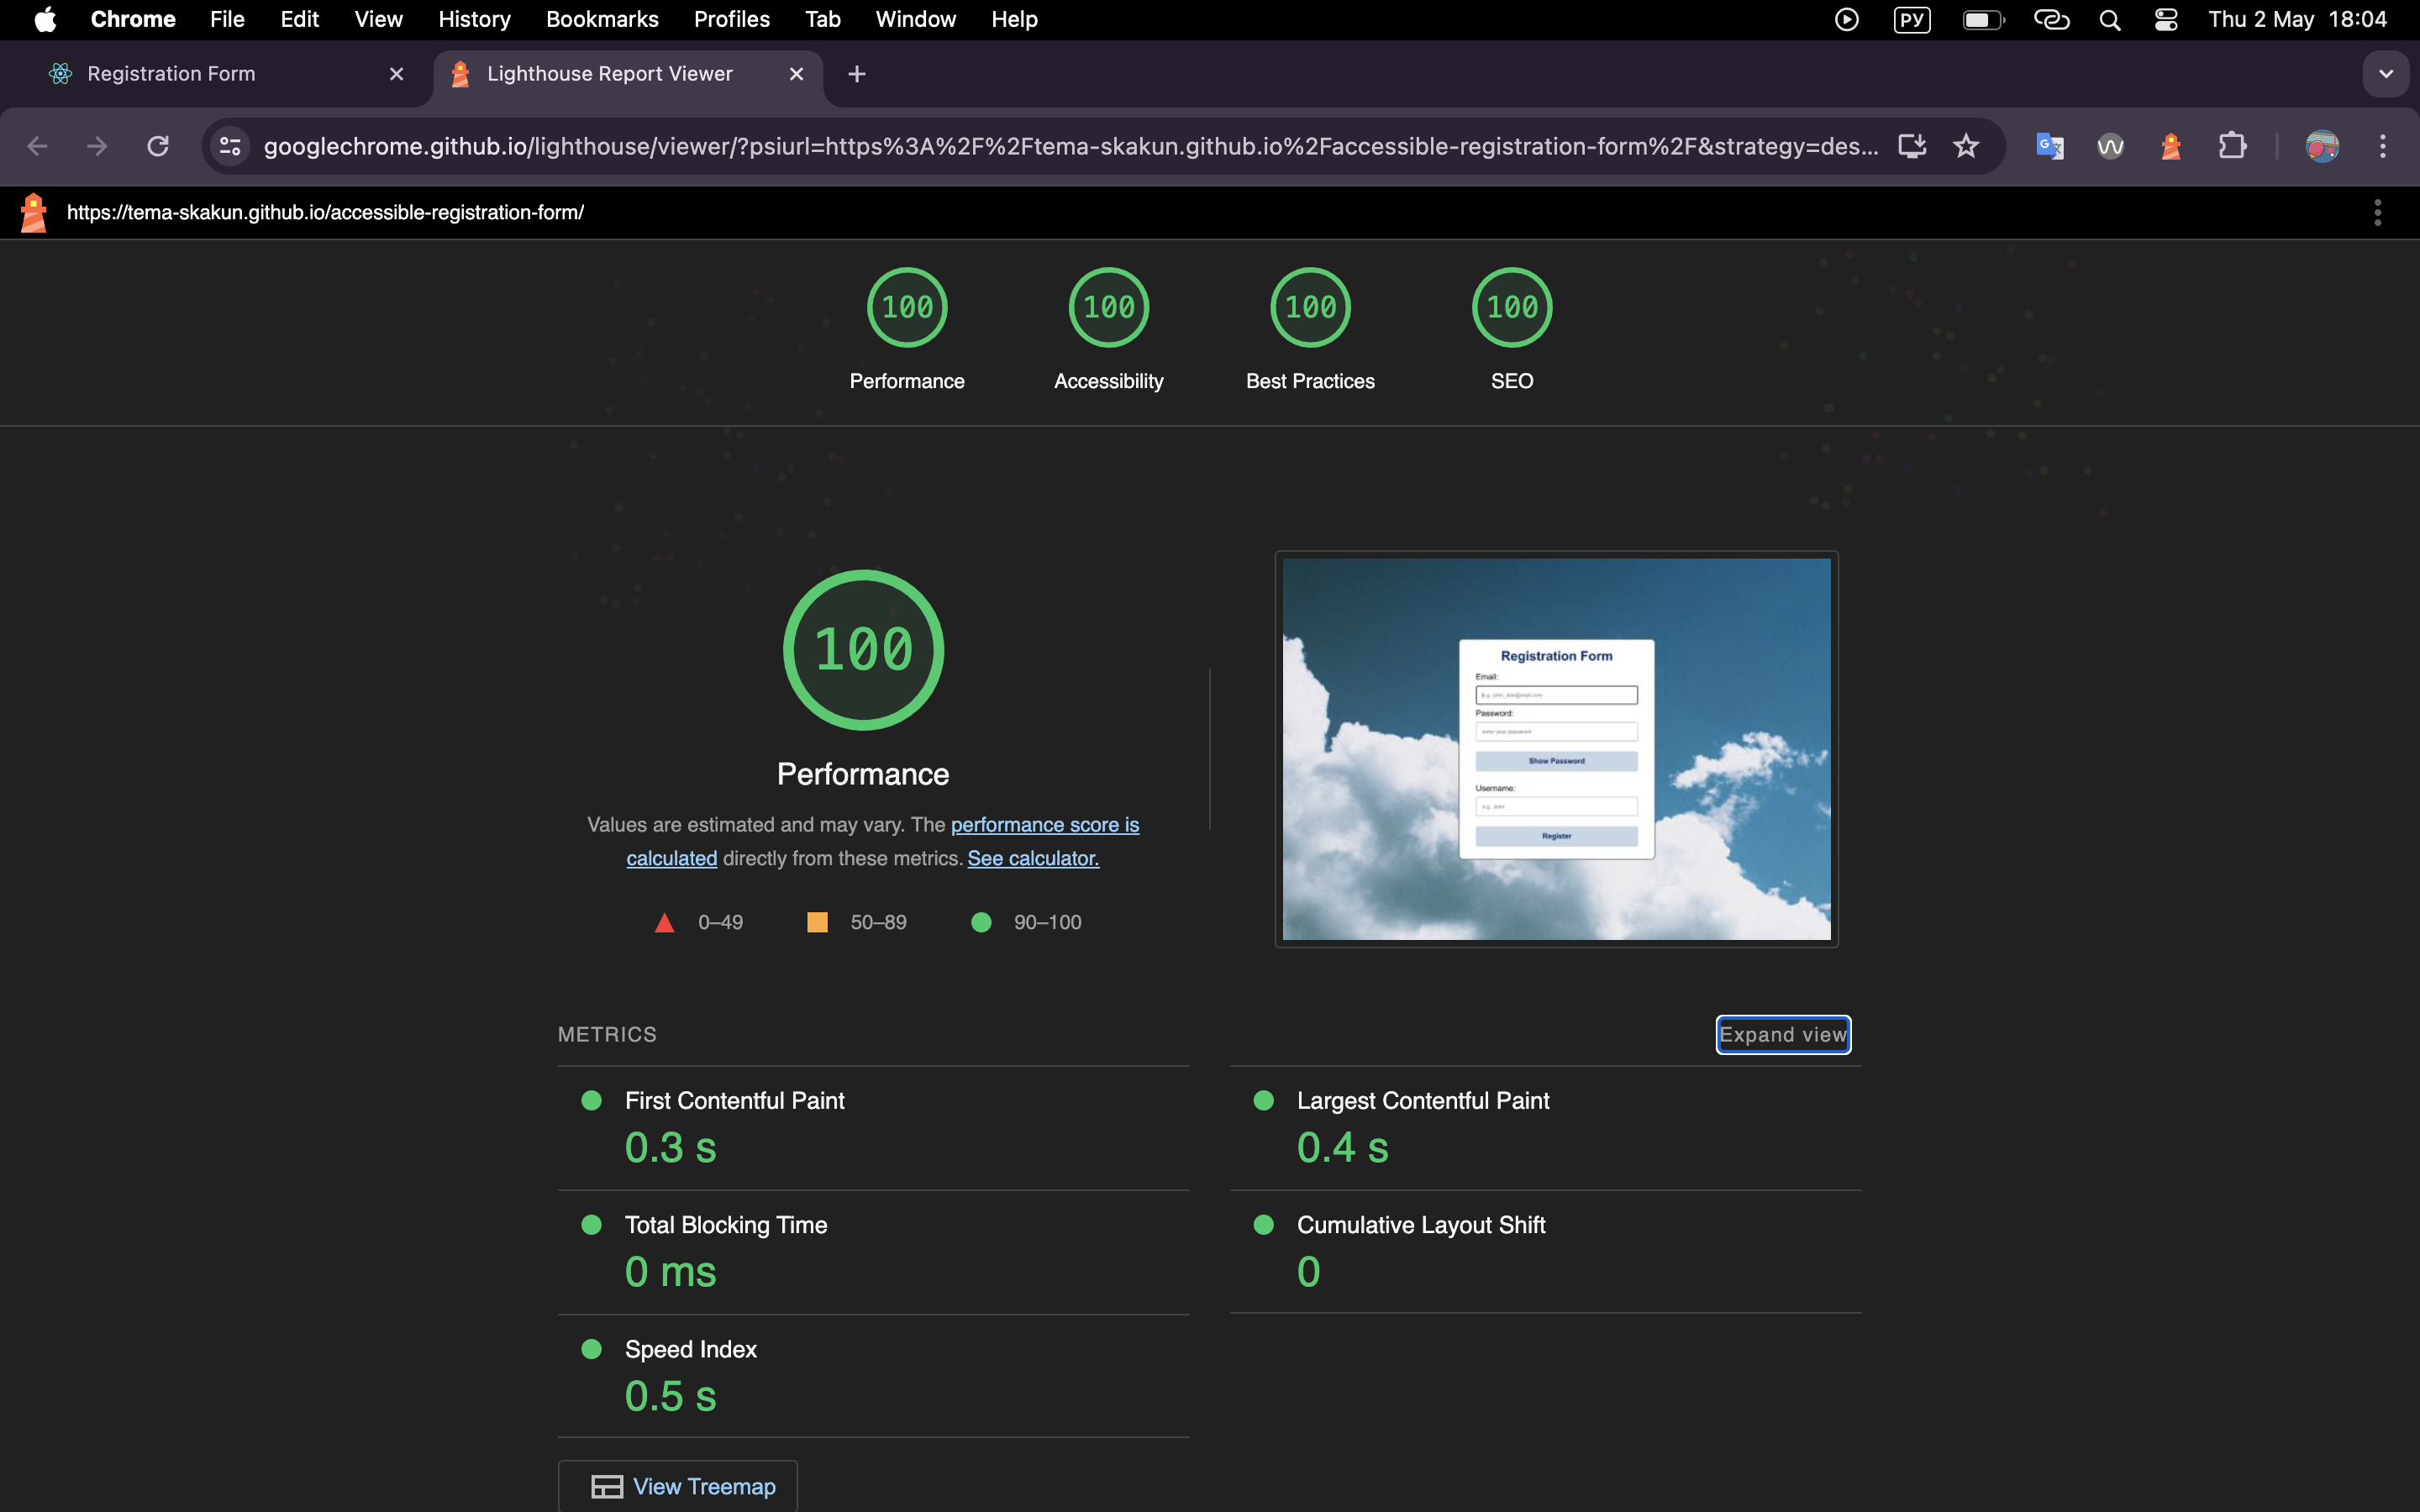 Chrome File Edit View History Bookmarks Profiles Tab Window Help РУ Thu 2 May 18:04
Registration Form Lighthouse Report Viewer
googlechrome.github.io/lighthouse/viewer/?psiurl=https%3A%2F%2Ftema-skakun.github.io%2Faccessible-registration-form%2F&strategy=des...
https://tema-skakun.github.io/accessible-registration-form/
100 100 100 100
Performance Accessibility Best Practices SEO
100
Performance
Values are estimated and may vary. The performance score is
calculated directly from these metrics. See calculator.
0–49 50–89 90–100
Registration Form
Email:
e.g. John_doe@mail.com
Password:
enter your password
Show Password
Username:
e.g. John
Register
METRICS Expand view
First Contentful Paint
0.3 s
Largest Contentful Paint
0.4 s
Total Blocking Time
0 ms
Cumulative Layout Shift
0
Speed Index
0.5 s
View Treemap